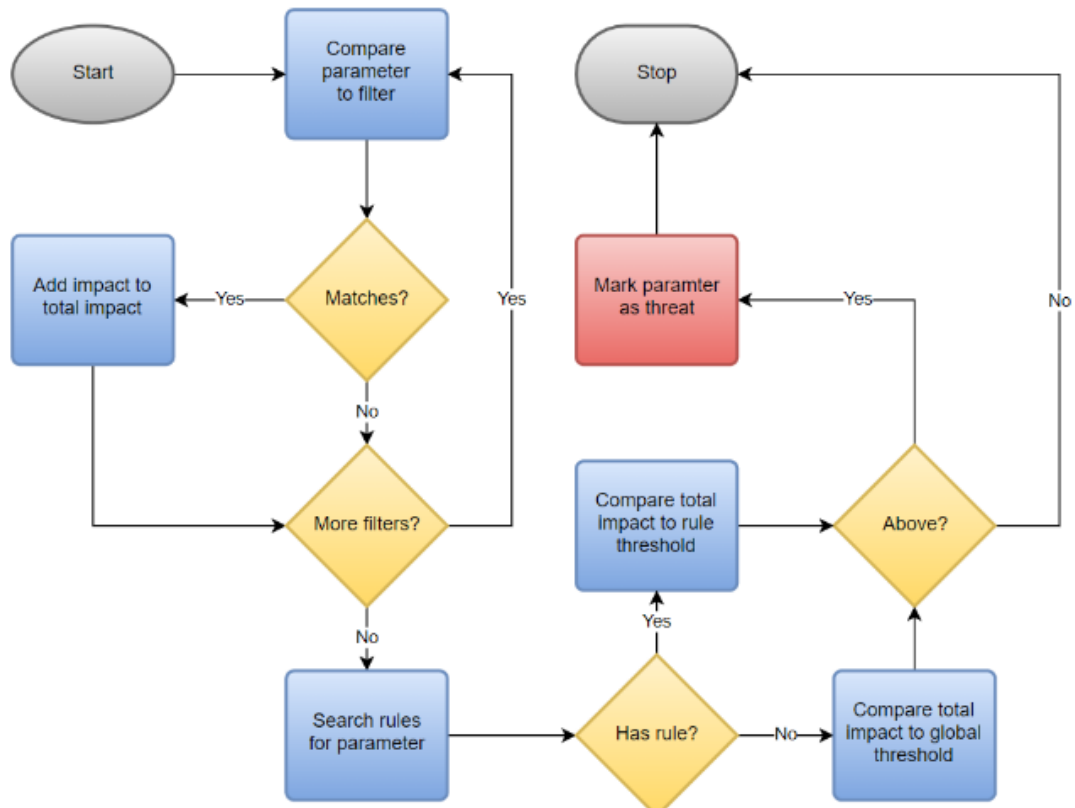 Start
Compare
parameter
to filter
Stop
Add impact to
total impact
Yes
Matches?
Yes
Mark paramter
as threat
Yes
No
No
More filters?
Compare total
impact to rule
threshold
Above?
No
Yes
Search rules
for parameter
Has rule?
No
Compare total
impact to global
threshold